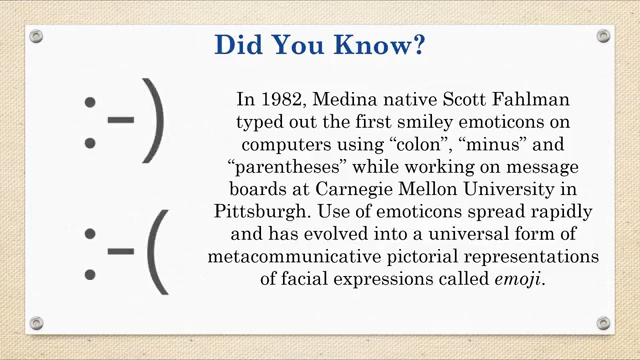 Did You Know?
:-)
:-(
In 1982, Medina native Scott Fahlman
typed out the first smiley emoticons on
computers using “colon”, “minus” and
“parentheses” while working on message
boards at Carnegie Mellon University in
Pittsburgh. Use of emoticons spread rapidly
and has evolved into a universal form of
metacommunicative pictorial representations
of facial expressions called emoji.